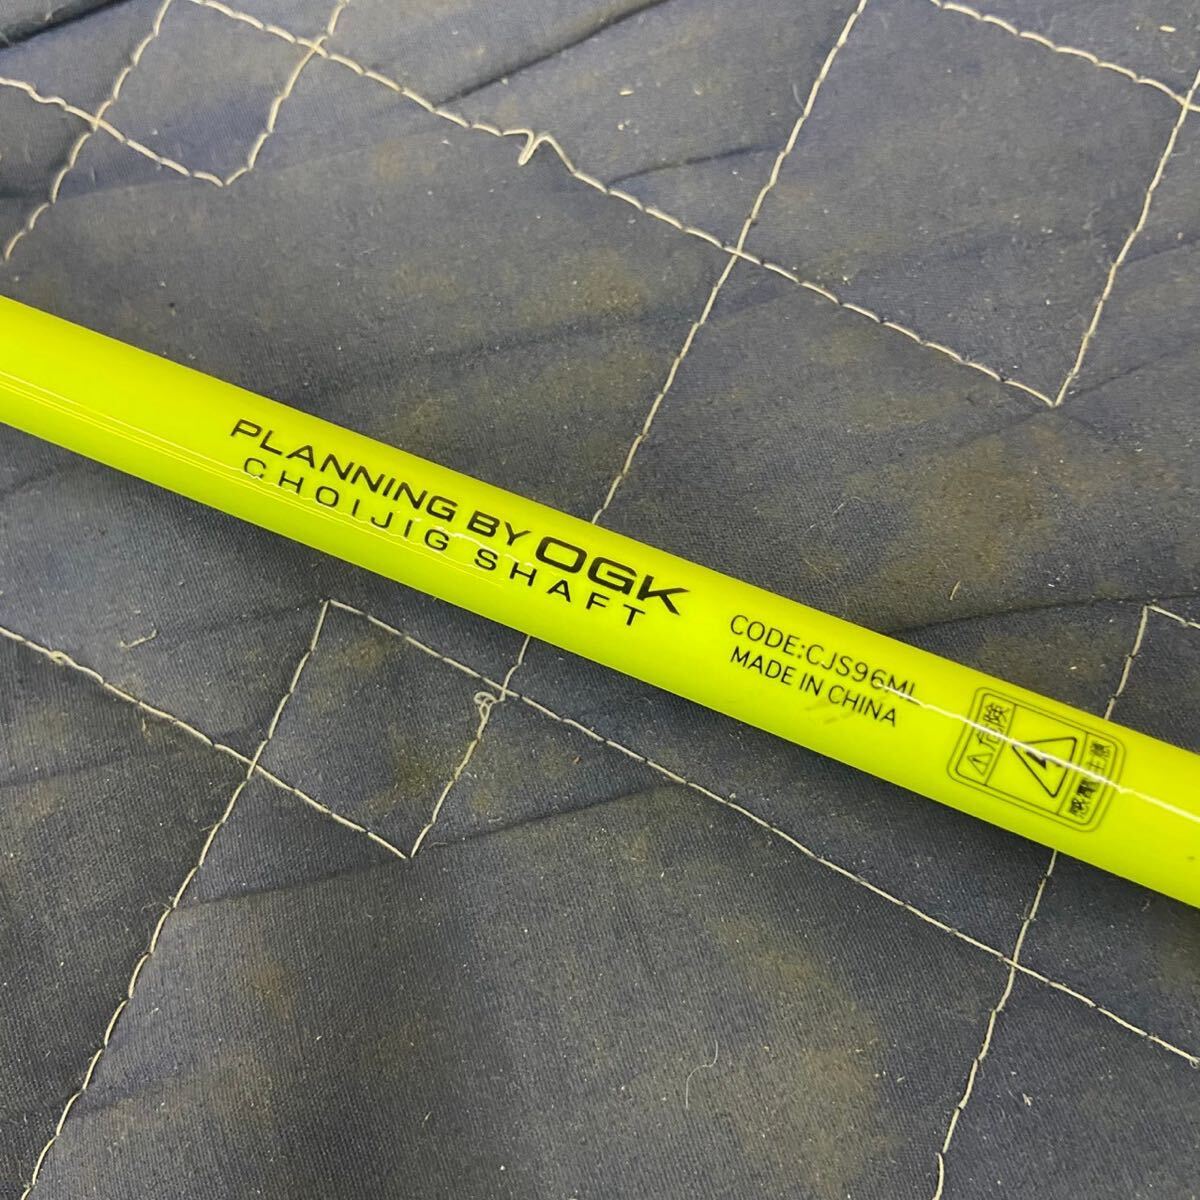 PLANNING BY OGK
CHOIJIG SHAFT
CODE:CJS96ML
MADE IN CHINA
危険
感電注意